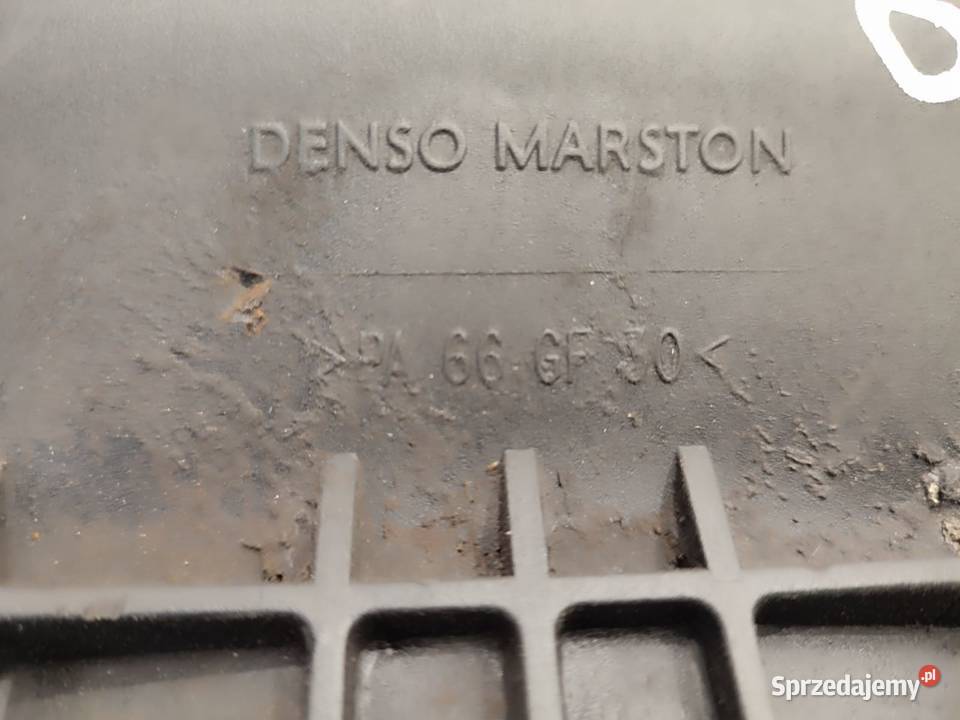 DENSO MARSTON
>PA 66 GF 30<
Sprzedajemy.pl